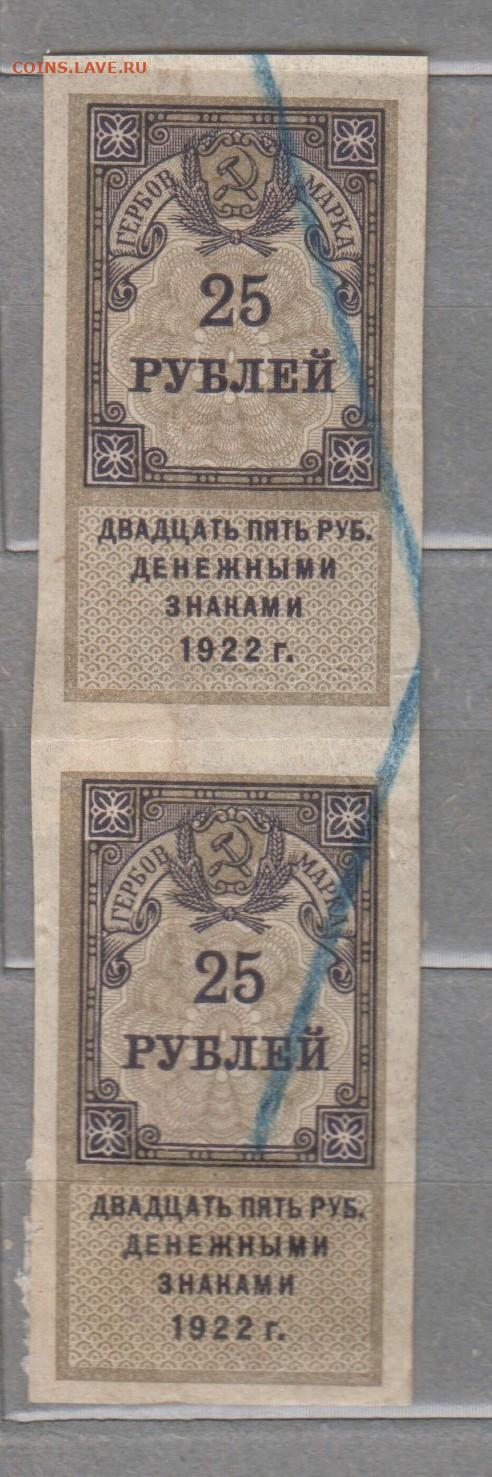 COINS.LAVE.RU
ГЕРБОВ. МАРКА
25
РУБЛЕЙ
ДВАДЦАТЬ ПЯТЬ РУБ.
ДЕНЕЖНЫМИ
ЗНАКАМИ
1922 г.
ГЕРБОВ. МАРКА
25
РУБЛЕЙ
ДВАДЦАТЬ ПЯТЬ РУБ.
ДЕНЕЖНЫМИ
ЗНАКАМИ
1922 г.